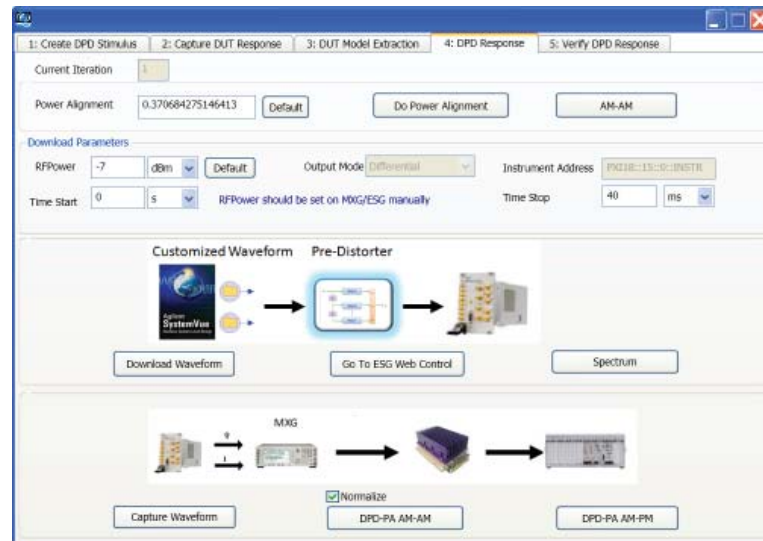 1: Create DPD Stimulus 2: Capture DUT Response 3: DUT Model Extraction 4: DPD Response 5: Verify DPD Response
Current Iteration 1
Power Alignment 0.370684275146413 Default Do Power Alignment AM-AM
Download Parameters
RFPower -7 dBm Default Output Mode Differential Instrument Address PXI18::15::0::INSTR
Time Start 0 s RFPower should be set on MXG/ESG manually Time Stop 40 ms
Customized Waveform Pre-Distorter
Agilent
SystemVue
Download Waveform Go To ESG Web Control Spectrum
MXG
I
Normalize
Capture Waveform DPD-PA AM-AM DPD-PA AM-PM